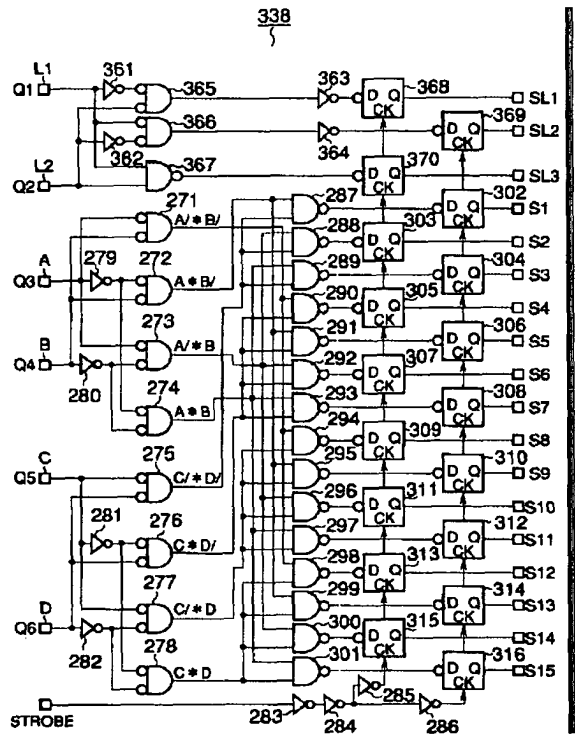 338
L1
Q1
361
365
363
D Q
CK
368
SL1
366
364
D Q
CK
369
SL2
362
L2
Q2
367
D Q
CK
370
SL3
287
D Q
CK
302
S1
271
A/*B/
288
303
D Q
CK
S2
A
Q3
279
272
A*B/
289
D Q
CK
304
S3
290
305
D Q
CK
S4
B
Q4
280
273
A/*B
291
D Q
CK
306
S5
292
307
D Q
CK
S6
274
A*B
293
D Q
CK
308
S7
294
309
D Q
CK
S8
C
Q5
275
C/*D/
295
D Q
CK
310
S9
296
311
D Q
CK
S10
281
276
C*D/
297
D Q
CK
312
S11
298
313
D Q
CK
S12
D
Q6
282
277
C/*D
299
D Q
CK
314
S13
300
315
D Q
CK
S14
278
C*D
301
D Q
CK
316
S15
STROBE
283
284
285
286